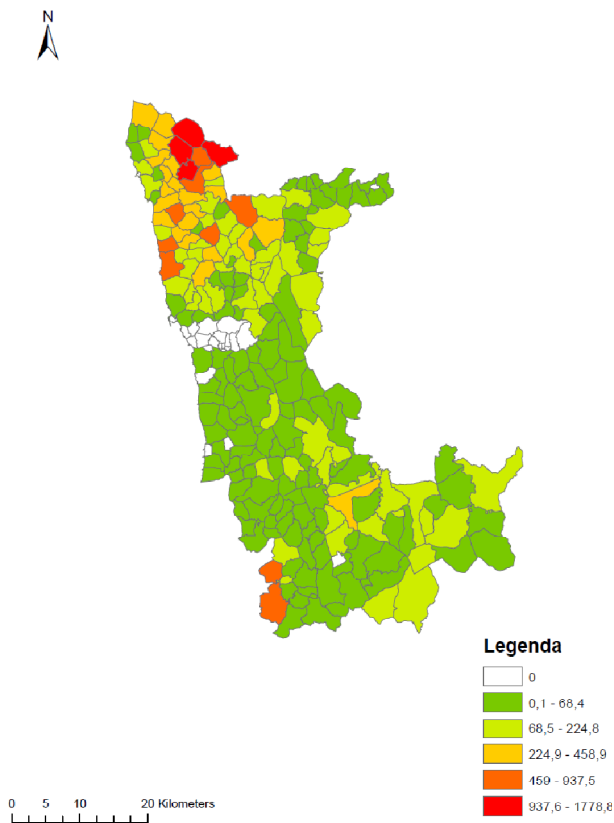 N
Legenda
0
0,1 - 68,4
68,5 - 224,8
224,9 - 458,9
459 - 937,5
937,6 - 1778,8
0 5 10 20 Kilometers